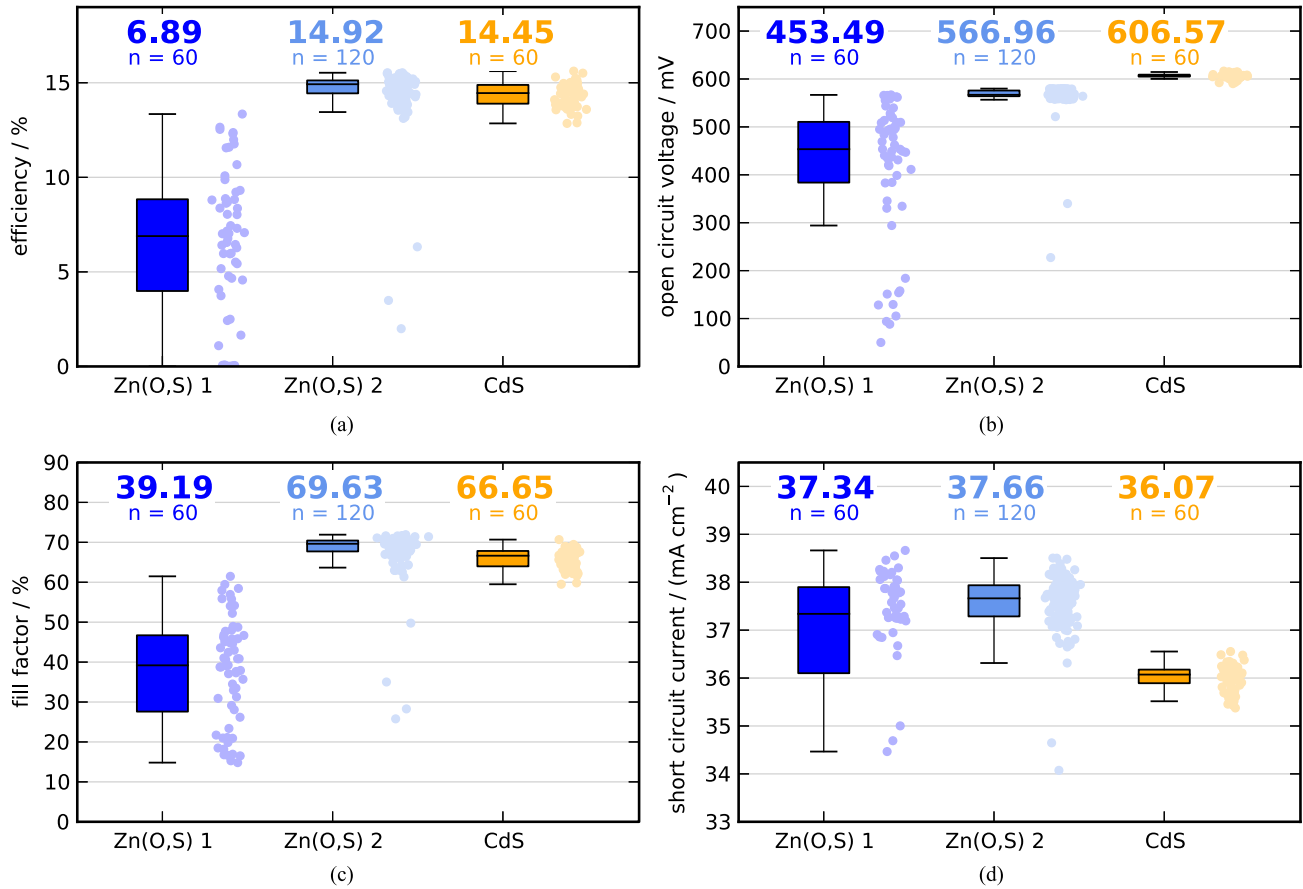 6.89 14.92 14.45
n = 60 n = 120 n = 60
efficiency / %
15
10
5
0
Zn(O,S) 1 Zn(O,S) 2 CdS
(a)
453.49 566.96 606.57
n = 60 n = 120 n = 60
open circuit voltage / mV
700
600
500
400
300
200
100
0
Zn(O,S) 1 Zn(O,S) 2 CdS
(b)
39.19 69.63 66.65
n = 60 n = 120 n = 60
fill factor / %
90
80
70
60
50
40
30
20
10
0
Zn(O,S) 1 Zn(O,S) 2 CdS
(c)
37.34 37.66 36.07
n = 60 n = 120 n = 60
short circuit current / (mA cm⁻²)
40
39
38
37
36
35
34
33
Zn(O,S) 1 Zn(O,S) 2 CdS
(d)